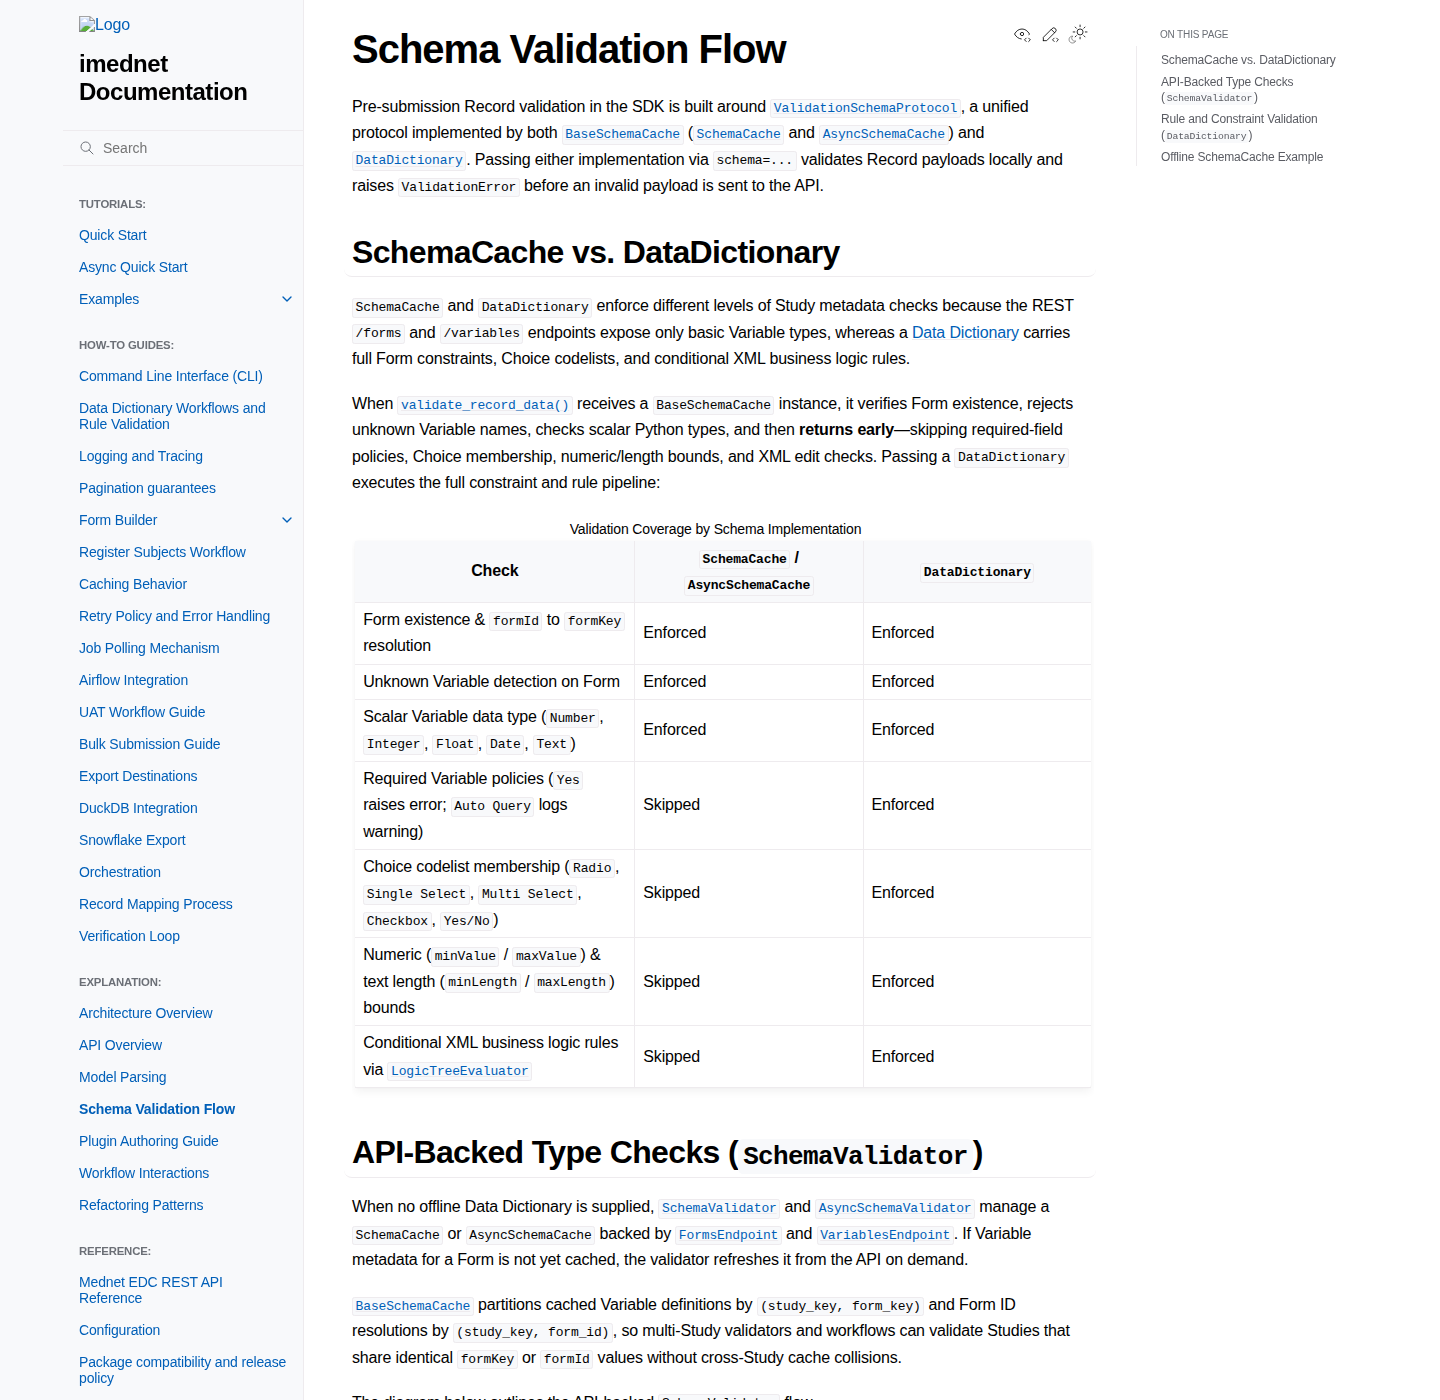 Logo
imednet
Documentation
Search
TUTORIALS:
Quick Start
Async Quick Start
Examples
HOW-TO GUIDES:
Command Line Interface (CLI)
Data Dictionary Workflows and
Rule Validation
Logging and Tracing
Pagination guarantees
Form Builder
Register Subjects Workflow
Caching Behavior
Retry Policy and Error Handling
Job Polling Mechanism
Airflow Integration
UAT Workflow Guide
Bulk Submission Guide
Export Destinations
DuckDB Integration
Snowflake Export
Orchestration
Record Mapping Process
Verification Loop
EXPLANATION:
Architecture Overview
API Overview
Model Parsing
Schema Validation Flow
Plugin Authoring Guide
Workflow Interactions
Refactoring Patterns
REFERENCE:
Mednet EDC REST API
Reference
Configuration
Package compatibility and release
policy
Schema Validation Flow
Pre-submission Record validation in the SDK is built around ValidationSchemaProtocol, a unified
protocol implemented by both BaseSchemaCache (SchemaCache and AsyncSchemaCache) and
DataDictionary. Passing either implementation via schema=... validates Record payloads locally and
raises ValidationError before an invalid payload is sent to the API.
SchemaCache vs. DataDictionary
SchemaCache and DataDictionary enforce different levels of Study metadata checks because the REST
/forms and /variables endpoints expose only basic Variable types, whereas a Data Dictionary carries
full Form constraints, Choice codelists, and conditional XML business logic rules.
When validate_record_data() receives a BaseSchemaCache instance, it verifies Form existence, rejects
unknown Variable names, checks scalar Python types, and then returns early—skipping required-field
policies, Choice membership, numeric/length bounds, and XML edit checks. Passing a DataDictionary
executes the full constraint and rule pipeline:
Validation Coverage by Schema Implementation
Check
SchemaCache /
AsyncSchemaCache
DataDictionary
Form existence & formId to formKey
resolution
Enforced
Enforced
Unknown Variable detection on Form
Enforced
Enforced
Scalar Variable data type (Number,
Integer, Float, Date, Text)
Enforced
Enforced
Required Variable policies (Yes
raises error; Auto Query logs
warning)
Skipped
Enforced
Choice codelist membership (Radio,
Single Select, Multi Select,
Checkbox, Yes/No)
Skipped
Enforced
Numeric (minValue / maxValue) &
text length (minLength / maxLength)
bounds
Skipped
Enforced
Conditional XML business logic rules
via LogicTreeEvaluator
Skipped
Enforced
API-Backed Type Checks (SchemaValidator)
When no offline Data Dictionary is supplied, SchemaValidator and AsyncSchemaValidator manage a
SchemaCache or AsyncSchemaCache backed by FormsEndpoint and VariablesEndpoint. If Variable
metadata for a Form is not yet cached, the validator refreshes it from the API on demand.
BaseSchemaCache partitions cached Variable definitions by (study_key, form_key) and Form ID
resolutions by (study_key, form_id), so multi-Study validators and workflows can validate Studies that
share identical formKey or formId values without cross-Study cache collisions.
The diagram below outlines the API-backed SchemaValidator flow
ON THIS PAGE
SchemaCache vs. DataDictionary
API-Backed Type Checks
(SchemaValidator)
Rule and Constraint Validation
(DataDictionary)
Offline SchemaCache Example